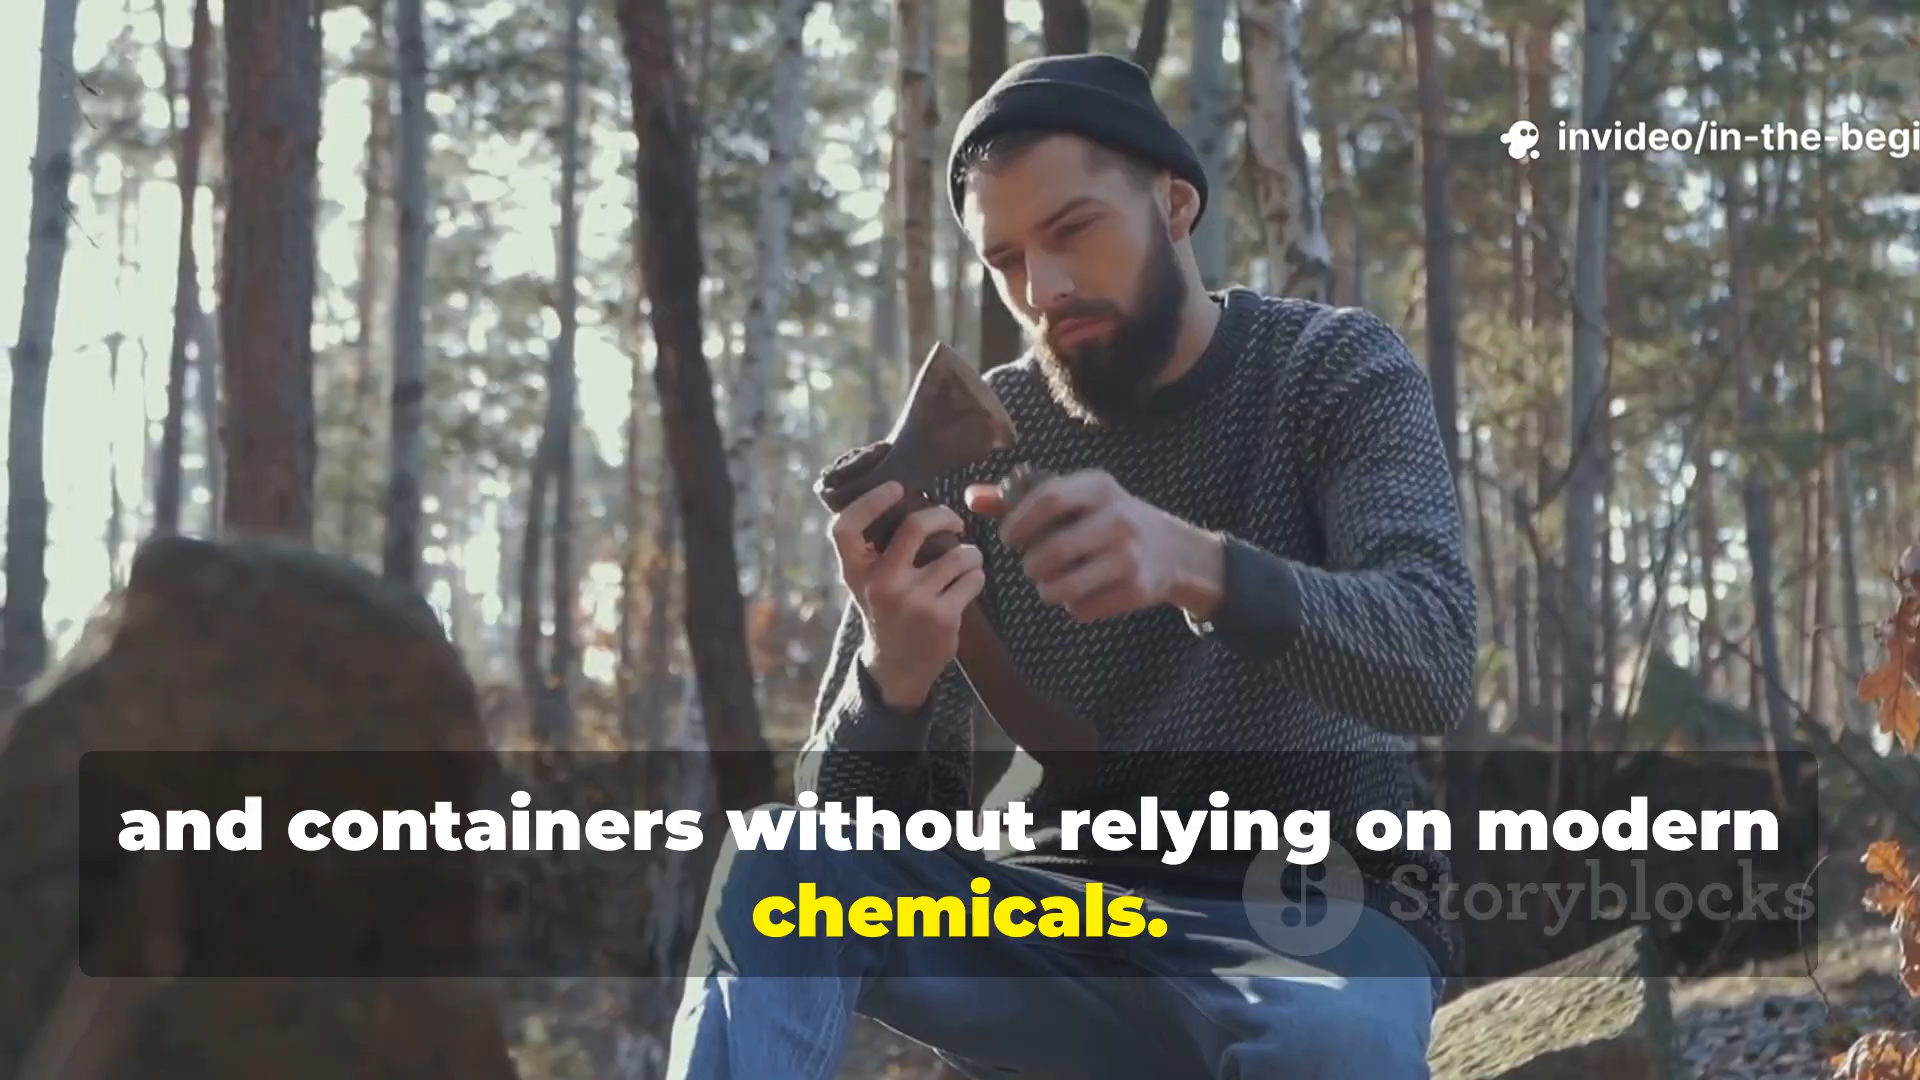 invideo/in-the-begi
and containers without relying on modern
chemicals.
Storyblocks